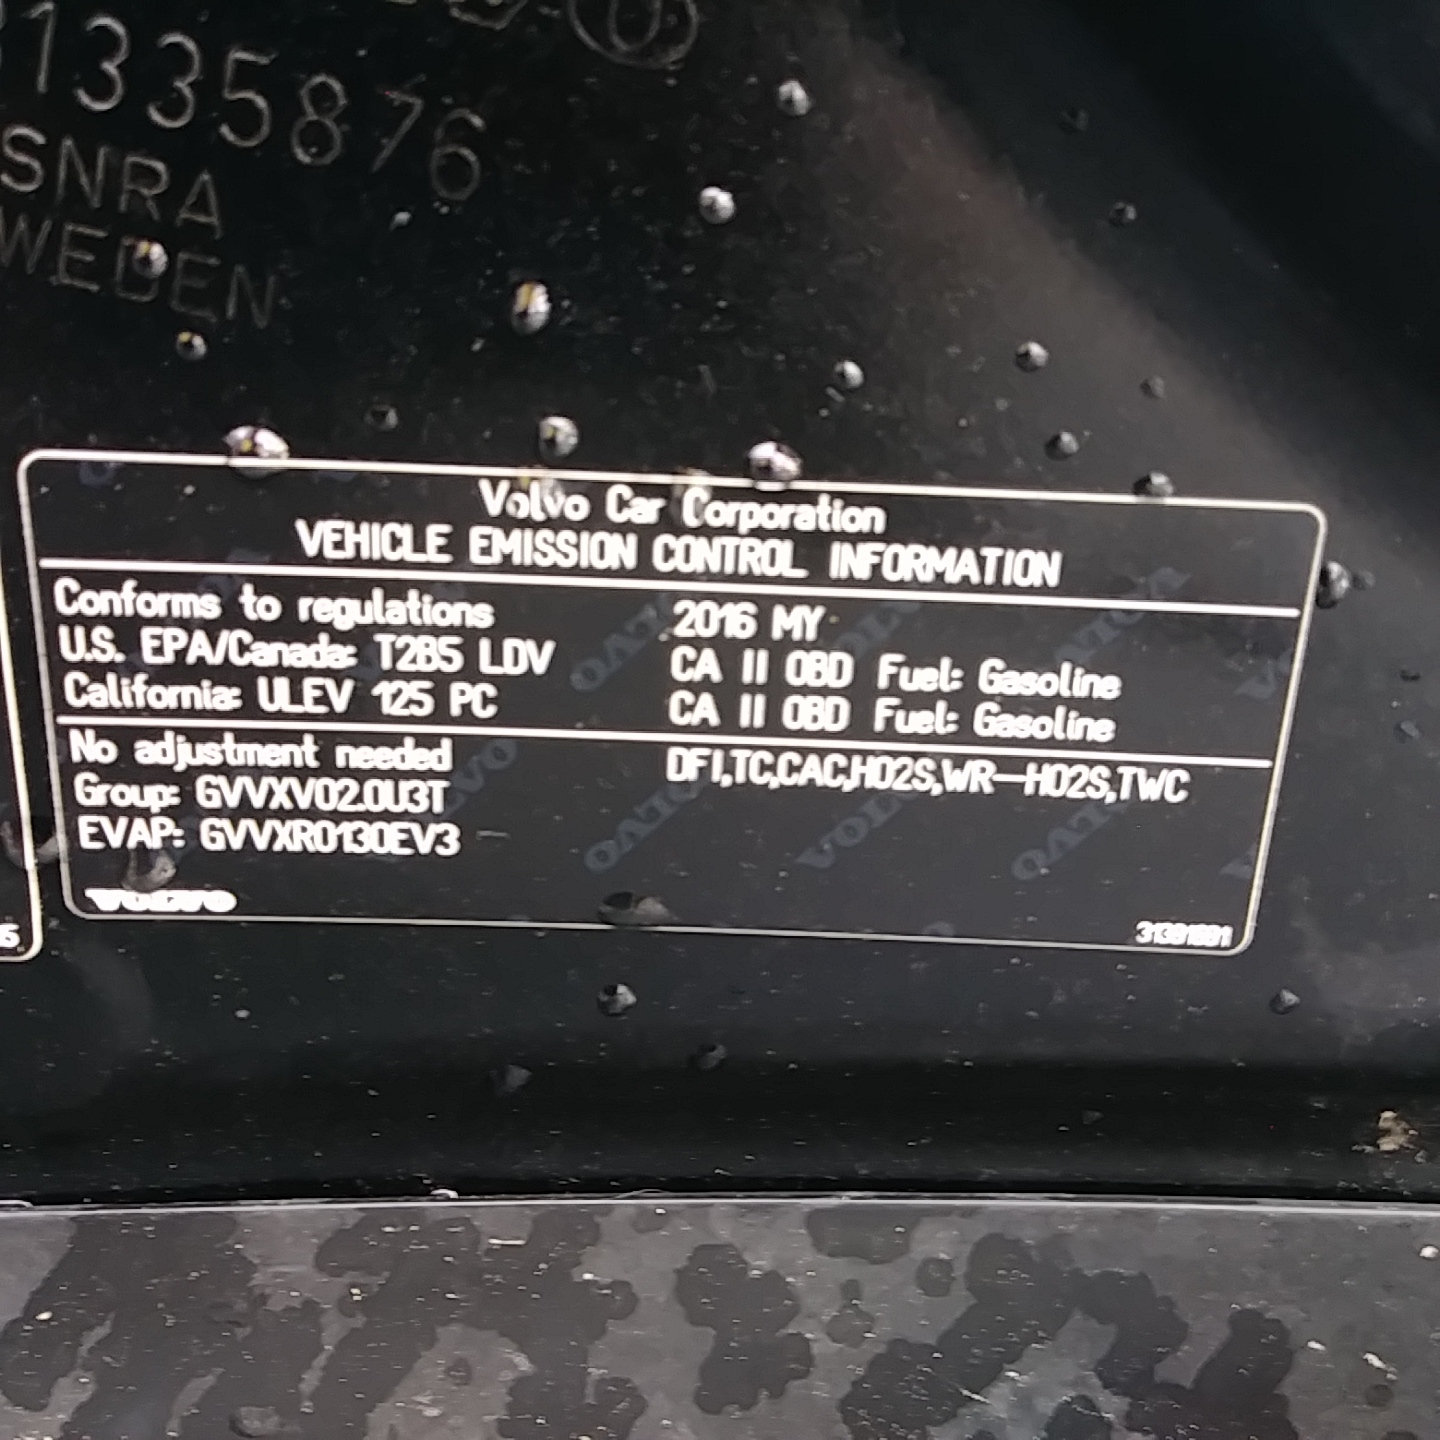 1335876
SNRA
WEDEN
Volvo Car Corporation
VEHICLE EMISSION CONTROL INFORMATION
Conforms to regulations 2016 MY
U.S. EPA/Canada: T2B5 LDV CA II OBD Fuel: Gasoline
California: ULEV 125 PC CA II OBD Fuel: Gasoline
No adjustment needed DFI,TC,CAC,HO2S,WR-HO2S,TWC
Group: GVVXV02.0U3T
EVAP: GVVXR0130EV3
VOLVO